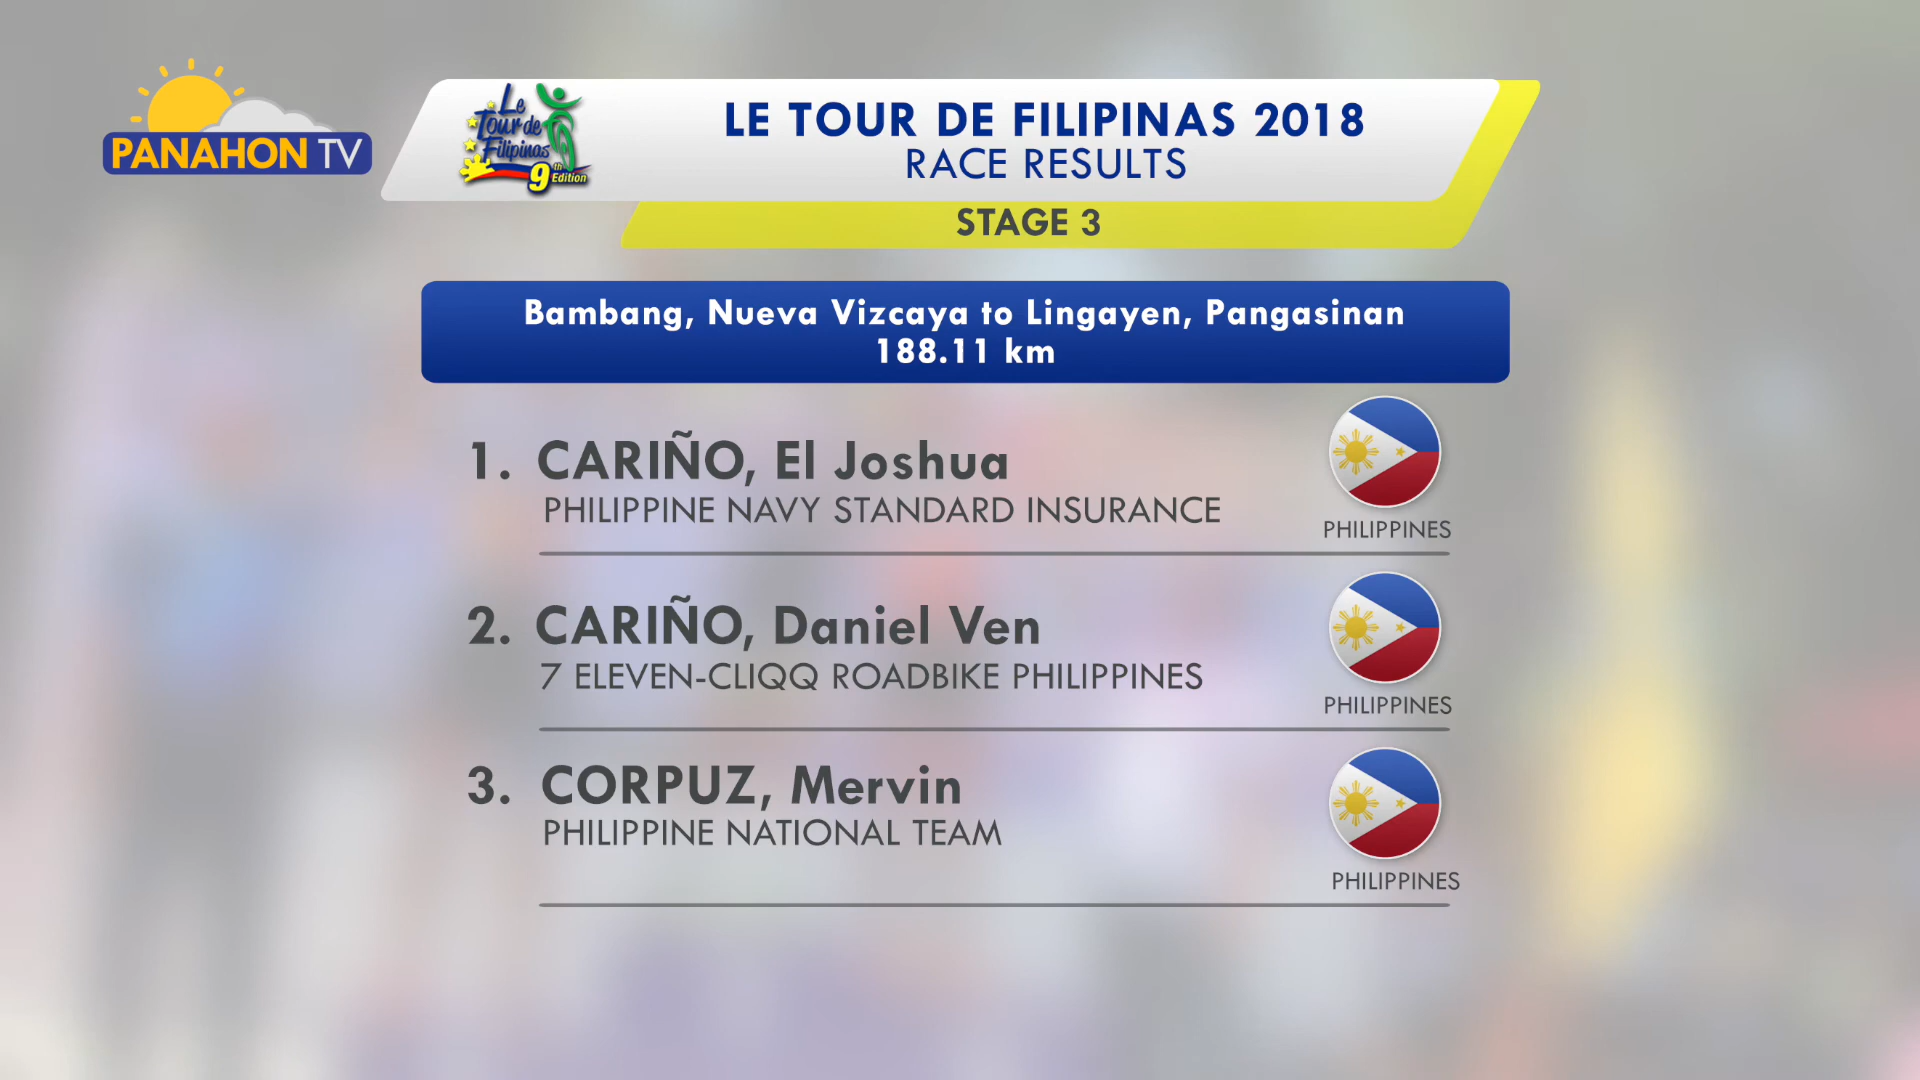 PANAHON TV
Le
Tour de
Filipinas
9th Edition
LE TOUR DE FILIPINAS 2018
RACE RESULTS
STAGE 3
Bambang, Nueva Vizcaya to Lingayen, Pangasinan
188.11 km
1. CARIÑO, El Joshua
PHILIPPINE NAVY STANDARD INSURANCE
PHILIPPINES
2. CARIÑO, Daniel Ven
7 ELEVEN-CLIQQ ROADBIKE PHILIPPINES
PHILIPPINES
3. CORPUZ, Mervin
PHILIPPINE NATIONAL TEAM
PHILIPPINES